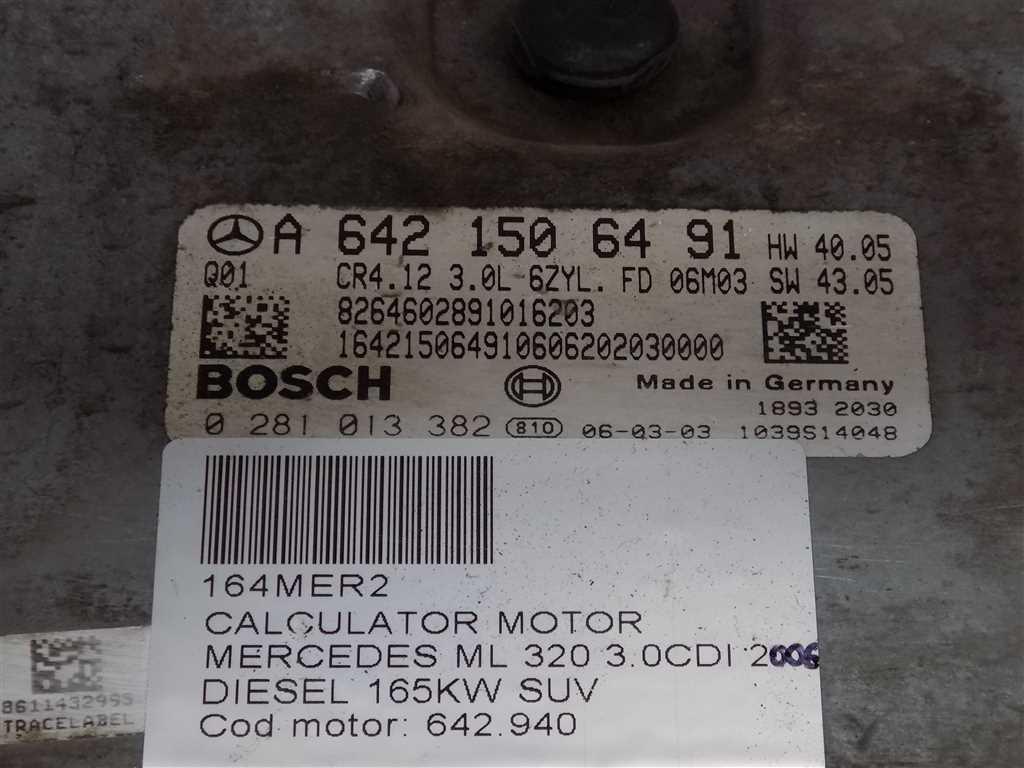 A 642 150 64 91 HW 40.05
Q01 CR4.12 3.0L-6ZYL. FD 06M03 SW 43.05
8264602891016203
164215064910606202030000
BOSCH Made in Germany
1893 2030
0 281 013 382 810 06-03-03 1039S14048
164MER2
CALCULATOR MOTOR
MERCEDES ML 320 3.0CDI 2006
DIESEL 165KW SUV
Cod motor: 642.940
861143299S
TRACELABEL